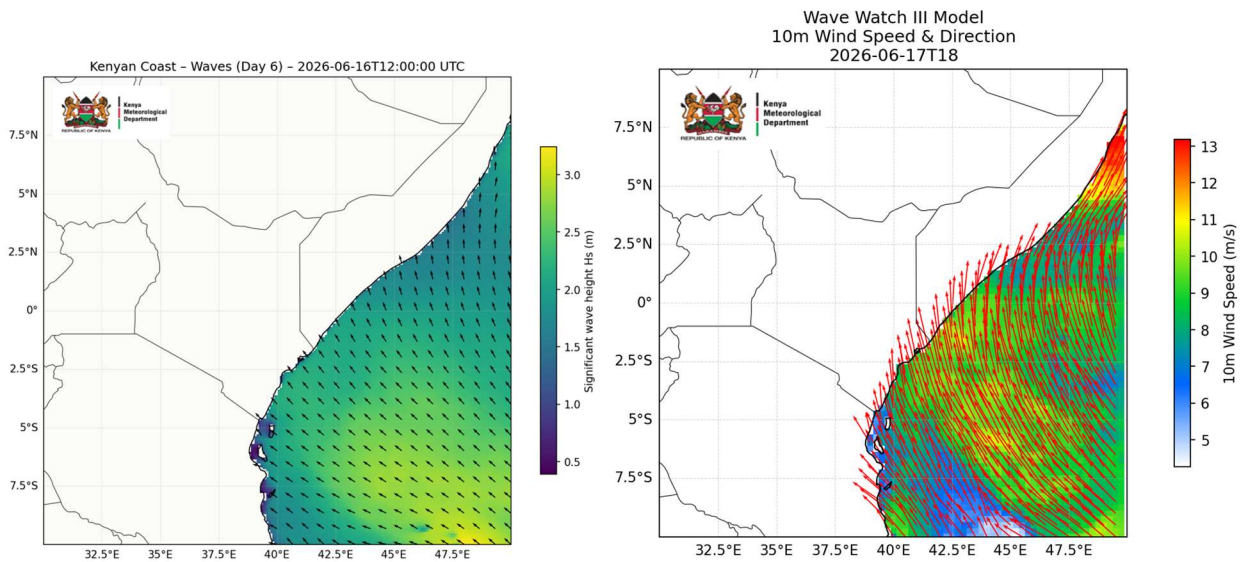 Kenyan Coast – Waves (Day 6) – 2026-06-16T12:00:00 UTC
Kenya
Meteorological
Department
REPUBLIC OF KENYA
7.5°N
5°N
2.5°N
0°
2.5°S
5°S
7.5°S
32.5°E 35°E 37.5°E 40°E 42.5°E 45°E 47.5°E
3.0
2.5
2.0
1.5
1.0
0.5
Significant wave height Hs (m)
Wave Watch III Model
10m Wind Speed & Direction
2026-06-17T18
Kenya
Meteorological
Department
REPUBLIC OF KENYA
7.5°N
5°N
2.5°N
0°
2.5°S
5°S
7.5°S
32.5°E 35°E 37.5°E 40°E 42.5°E 45°E 47.5°E
13
12
11
10
9
8
7
6
5
10m Wind Speed (m/s)